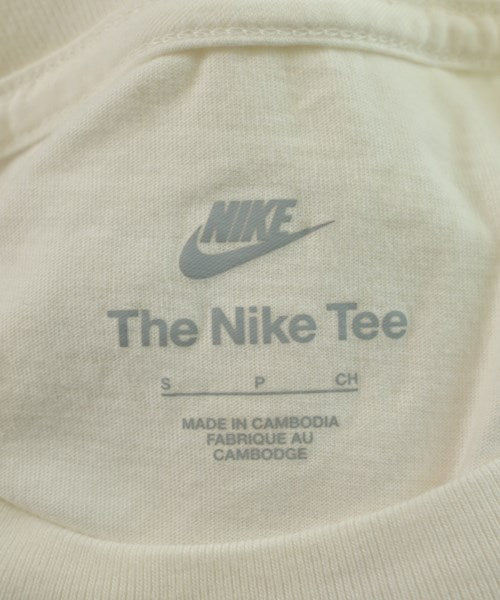 NIKE
The Nike Tee
S P CH
MADE IN CAMBODIA
FABRIQUE AU
CAMBODGE